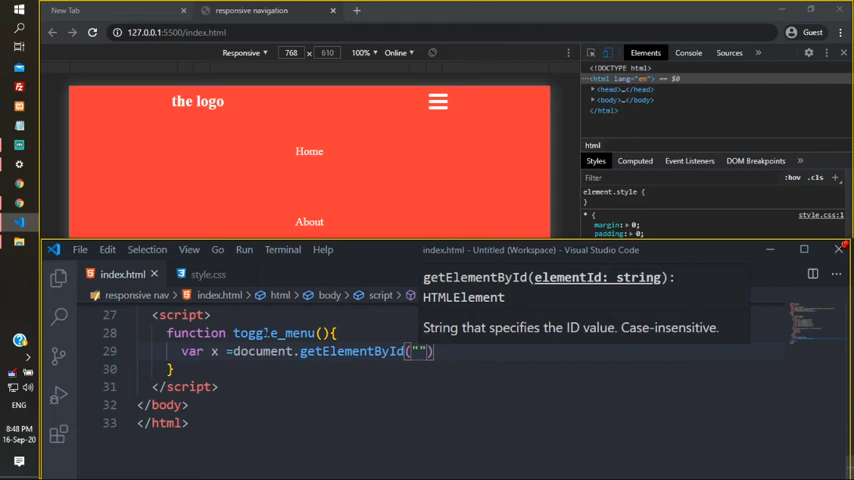 New Tab
responsive navigation
127.0.0.1:5500/index.html
Guest
Responsive
768
610
100%
Online
Elements
Console
Sources
<!DOCTYPE html>
<html lang="en"> == $0
<head>…</head>
<body>…</body>
</html>
the logo
Home
About
html
Styles
Computed
Event Listeners
DOM Breakpoints
Filter
:hov .cls
element.style {
}
* {
style.css:1
margin: 0;
padding: 0;
File
Edit
Selection
View
Go
Run
Terminal
Help
index.html - Untitled (Workspace) - Visual Studio Code
index.html
style.css
responsive nav
index.html
html
body
script
getElementById(elementId: string):
HTMLElement
String that specifies the ID value. Case-insensitive.
27 <script>
28 function toggle_menu(){
29 var x =document.getElementById("")
30 }
31 </script>
32 </body>
33 </html>
ENG
8:48 PM
16-Sep-20